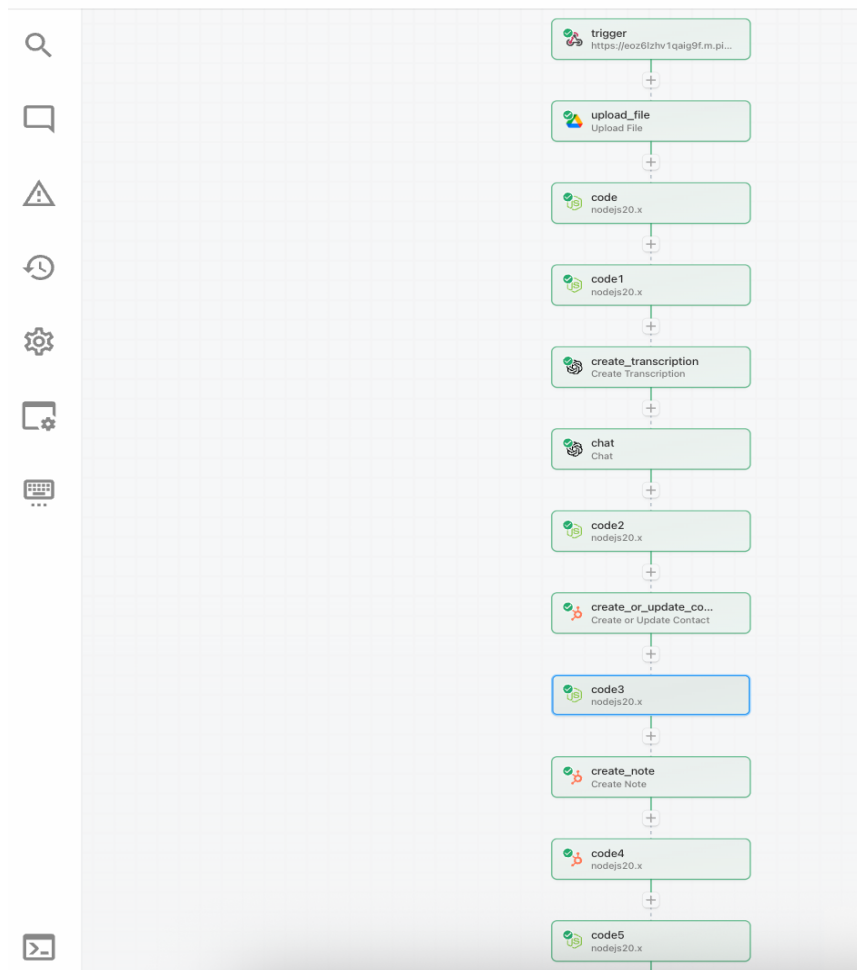 trigger
https://eoz6lzhv1qaig9f.m.pi...
upload_file
Upload File
code
nodejs20.x
code1
nodejs20.x
create_transcription
Create Transcription
chat
Chat
code2
nodejs20.x
create_or_update_co...
Create or Update Contact
code3
nodejs20.x
create_note
Create Note
code4
nodejs20.x
code5
nodejs20.x